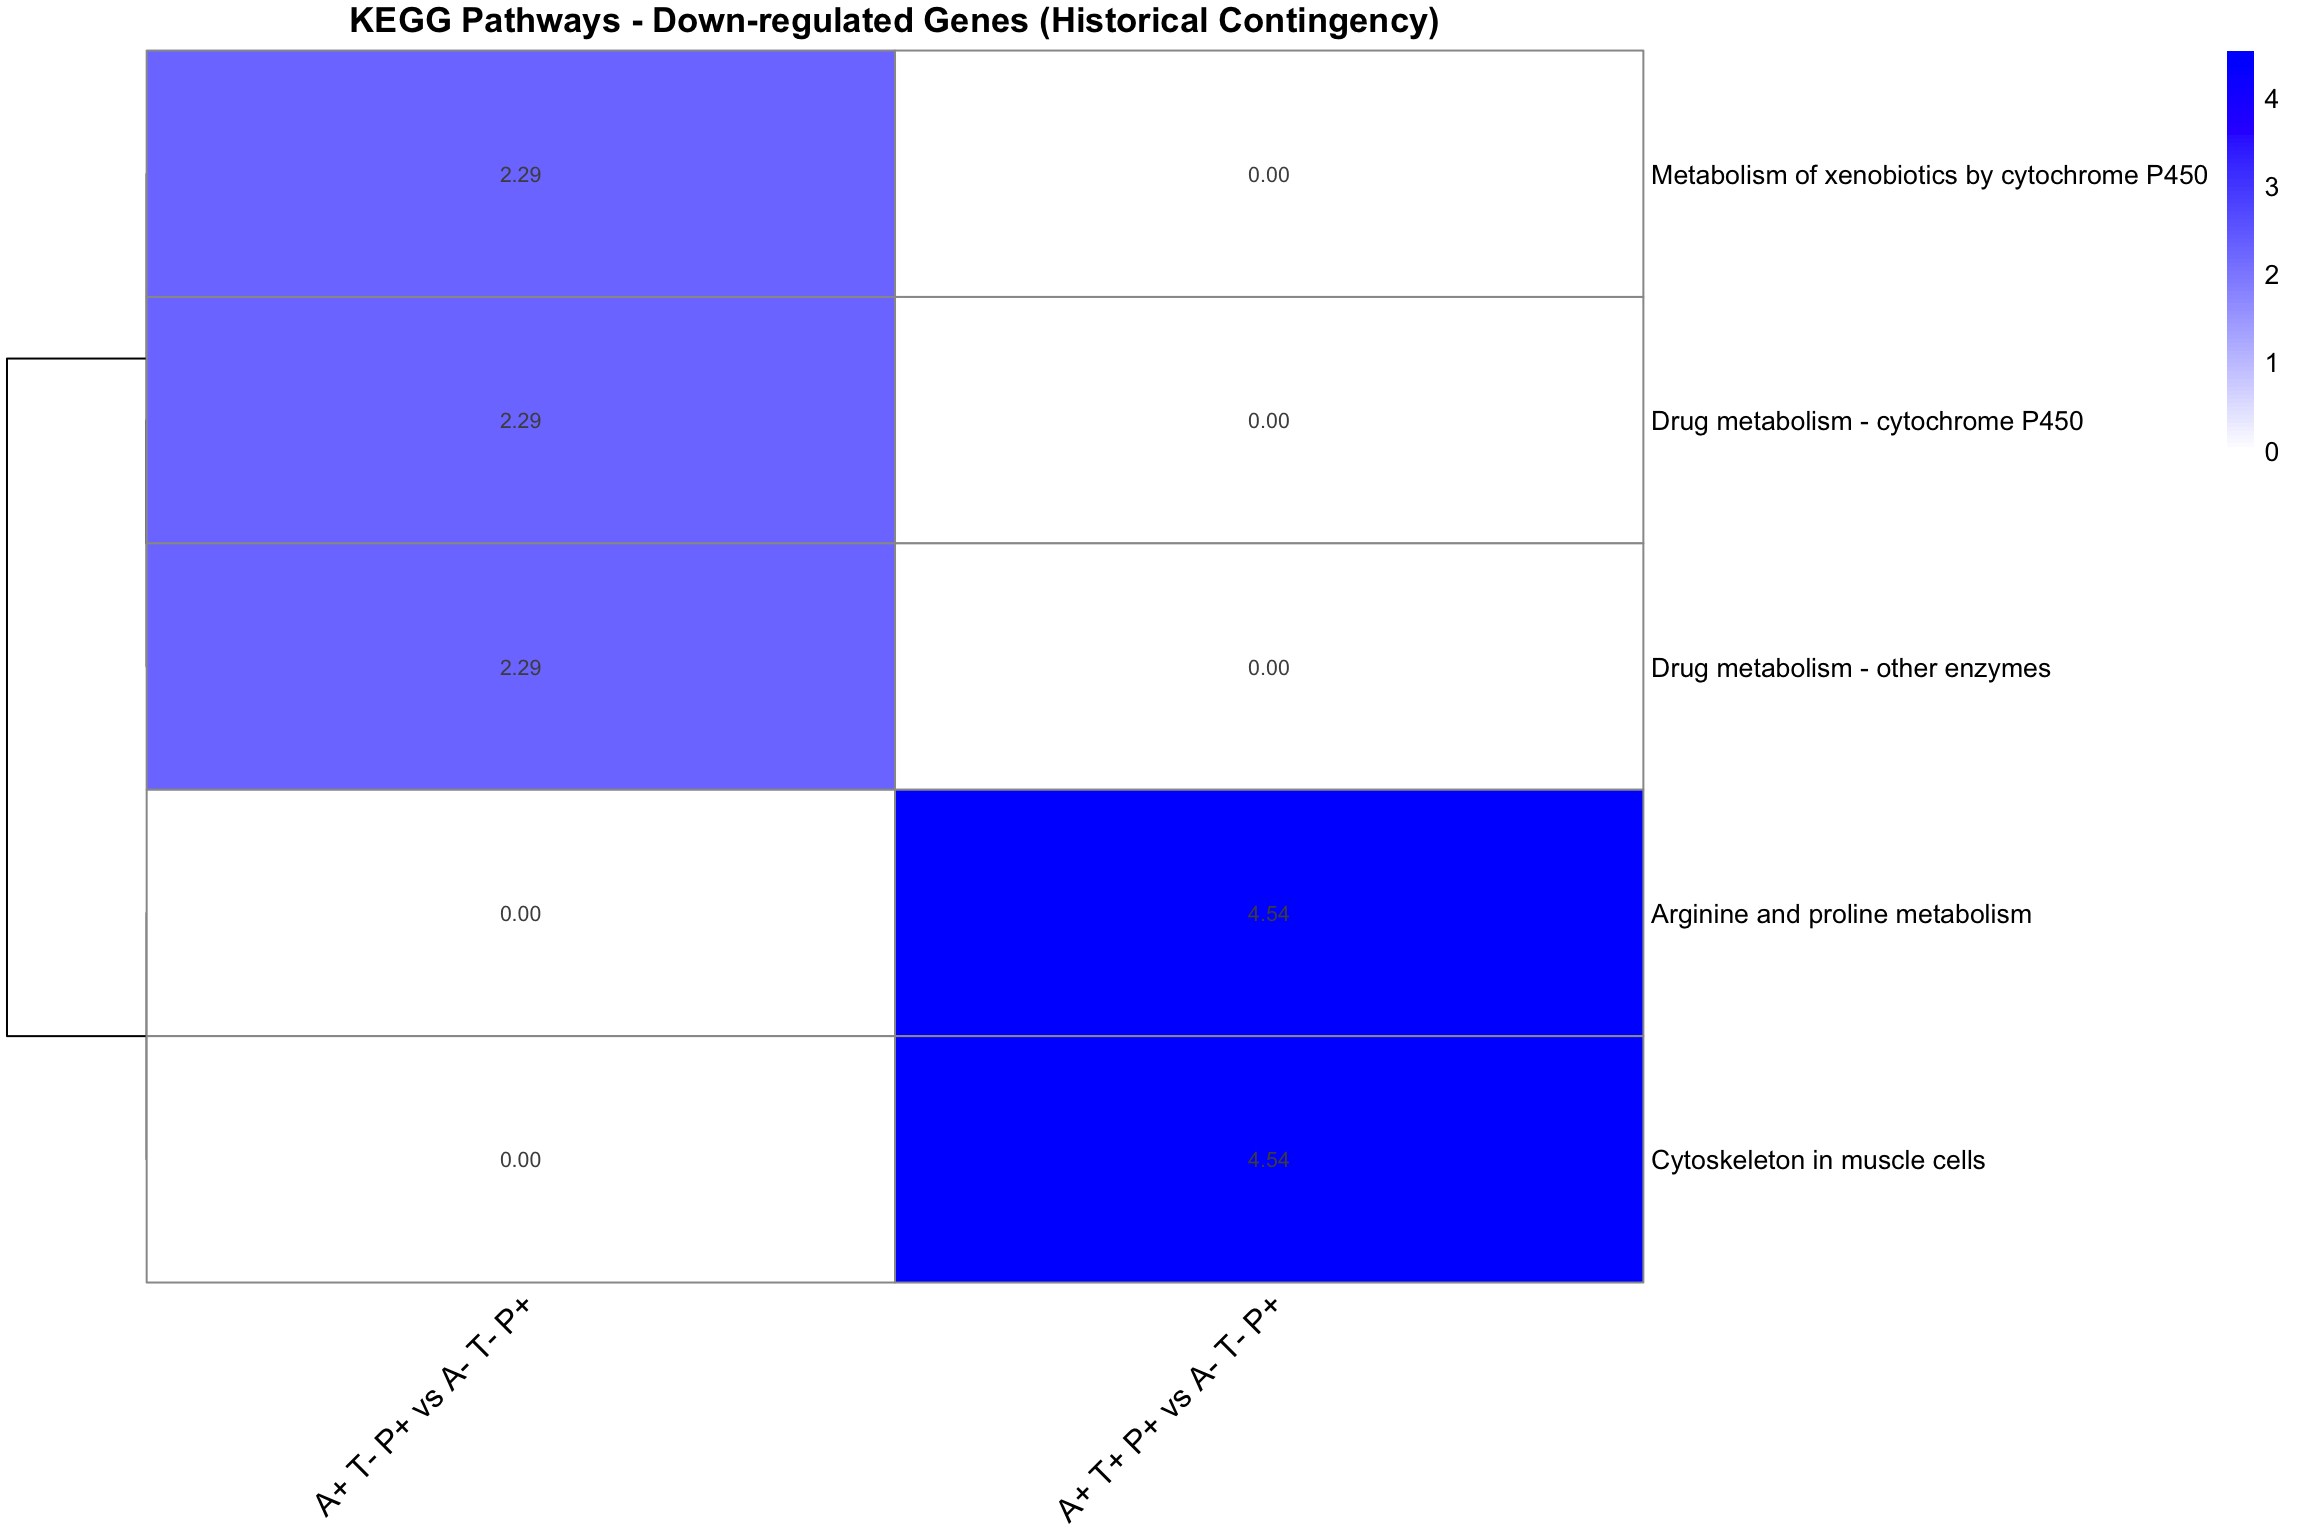 KEGG Pathways - Down-regulated Genes (Historical Contingency)
2.29 0.00 Metabolism of xenobiotics by cytochrome P450
2.29 0.00 Drug metabolism - cytochrome P450
2.29 0.00 Drug metabolism - other enzymes
0.00 4.54 Arginine and proline metabolism
0.00 4.54 Cytoskeleton in muscle cells
A+ T- P+ vs A- T- P+
A+ T+ P+ vs A- T- P+
4
3
2
1
0